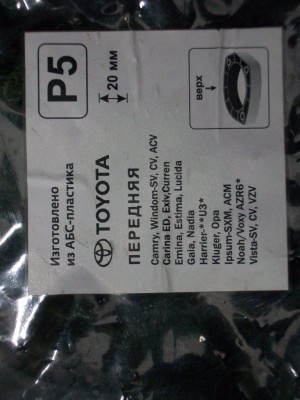 P5
20 мм
верх
Изготовлено
из АБС-пластика
TOYOTA
ПЕРЕДНЯЯ
Camry, Windom-SV, CV, ACV
Carina ED, Exiv,Curren
Emina, Estima, Lucida
Gaia, Nadia
Harrier-**U3*
Kluger, Opa
Ipsum-SXM, ACM
Noah/Voxy AZR6*
Vista-SV, CV, VZV